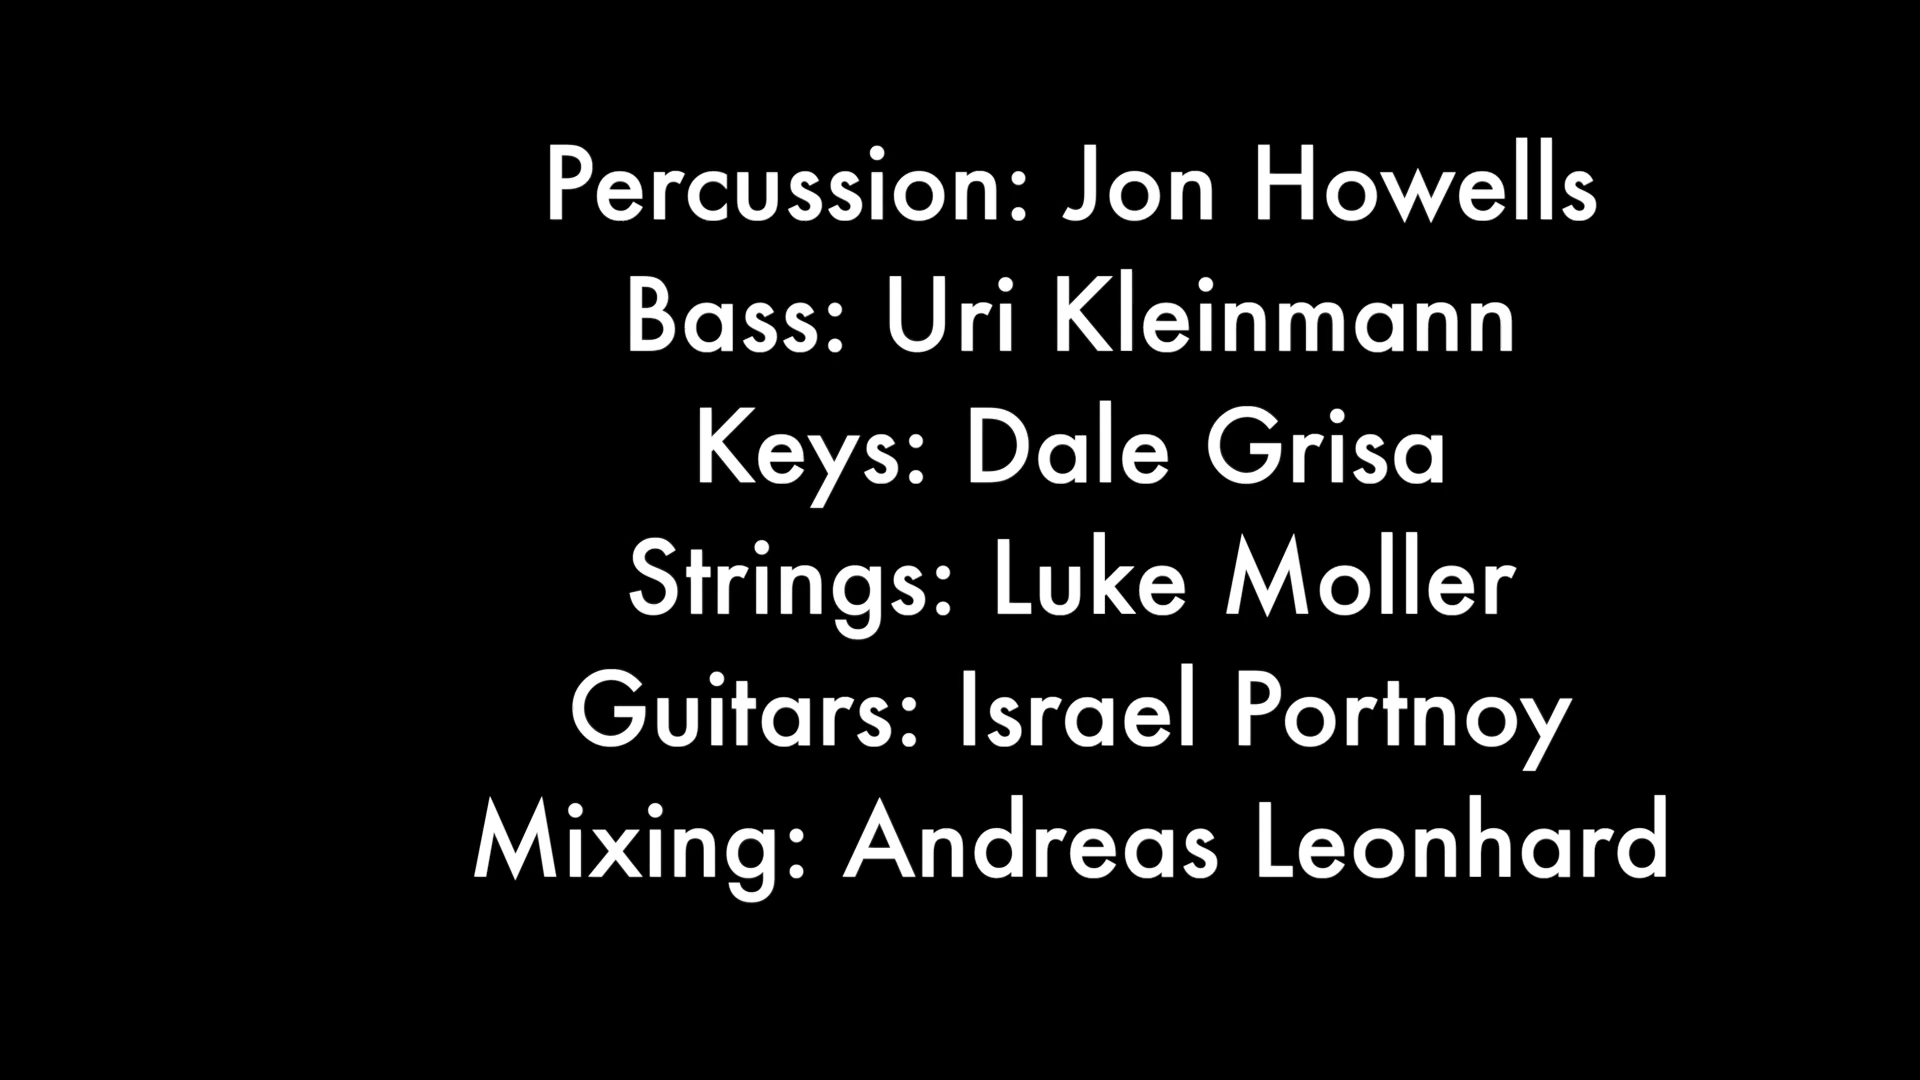 Percussion: Jon Howells
Bass: Uri Kleinmann
Keys: Dale Grisa
Strings: Luke Moller
Guitars: Israel Portnoy
Mixing: Andreas Leonhard